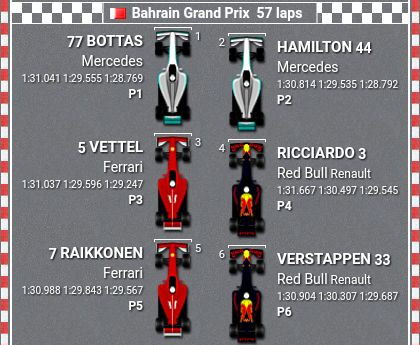 Bahrain Grand Prix 57 laps
77 BOTTAS
Mercedes
1:31.041 1:29.555 1:28.769
P1
1
2
HAMILTON 44
Mercedes
1:30.814 1:29.535 1:28.792
P2
5 VETTEL
Ferrari
1:31.037 1:29.596 1:29.247
P3
3
4
RICCIARDO 3
Red Bull Renault
1:31.667 1:30.497 1:29.545
P4
7 RAIKKONEN
Ferrari
1:30.988 1:29.843 1:29.567
P5
5
6
VERSTAPPEN 33
Red Bull Renault
1:30.904 1:30.307 1:29.687
P6